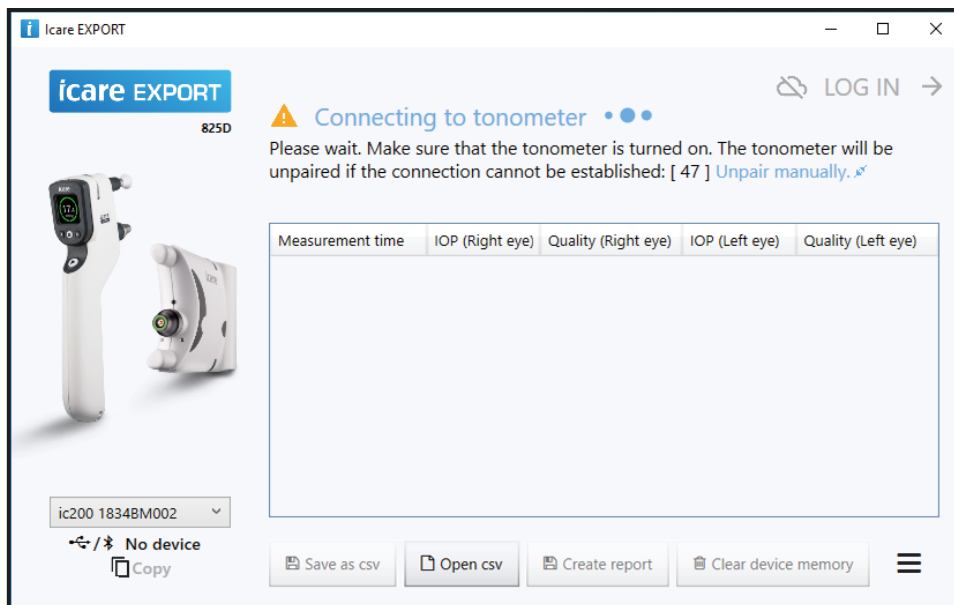 Icare EXPORT
icare EXPORT
825D
LOG IN
Connecting to tonometer
Please wait. Make sure that the tonometer is turned on. The tonometer will be
unpaired if the connection cannot be established: [ 47 ] Unpair manually.
Measurement time IOP (Right eye) Quality (Right eye) IOP (Left eye) Quality (Left eye)
ic200 1834BM002
/ No device
Copy
Save as csv Open csv Create report Clear device memory